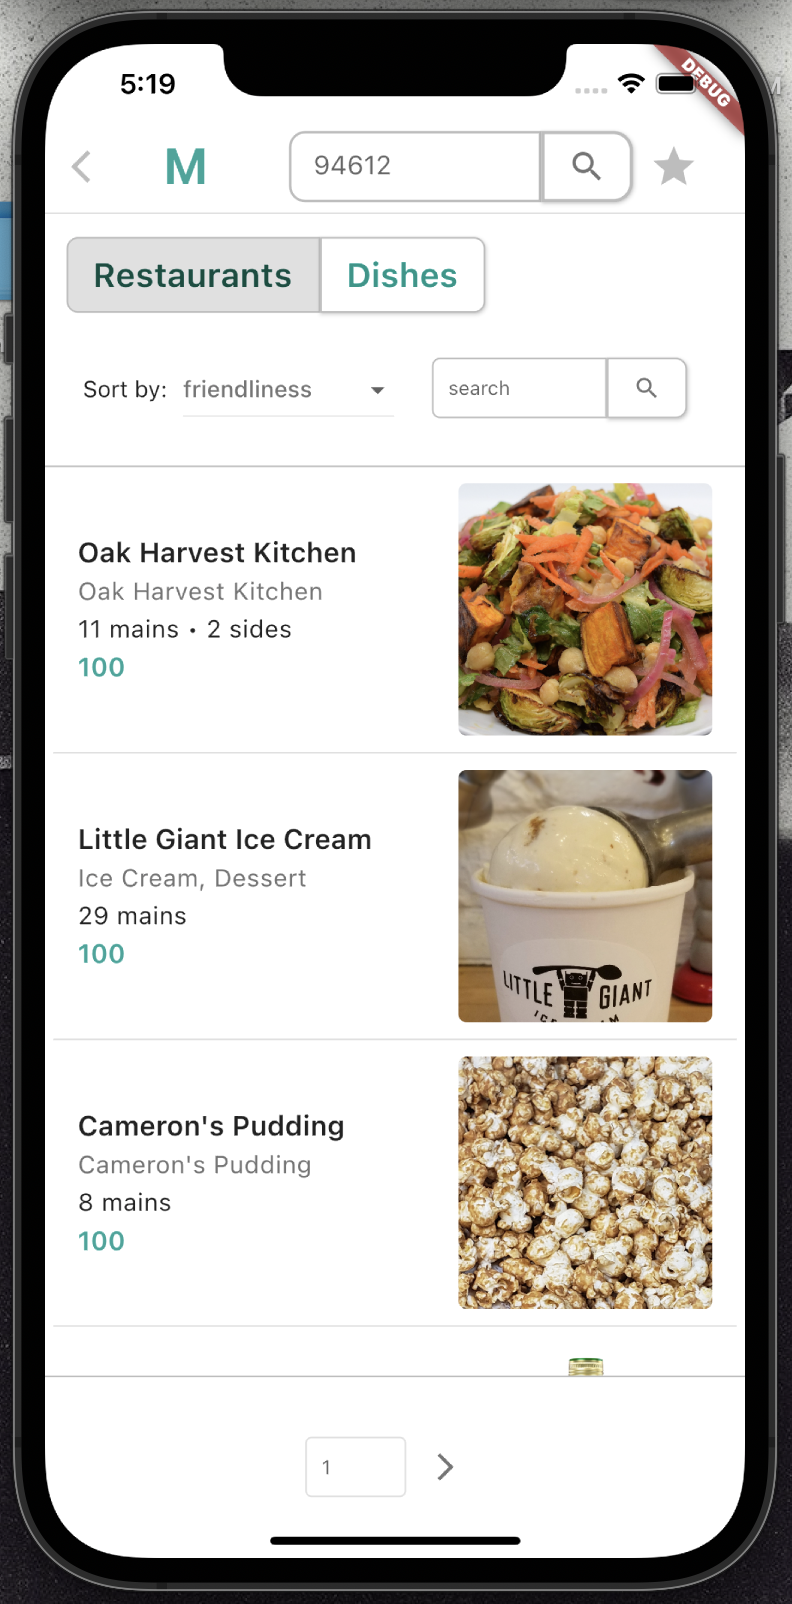 5:19
DEBUG
M
94612
Restaurants
Dishes
Sort by: friendliness
search
Oak Harvest Kitchen
Oak Harvest Kitchen
11 mains • 2 sides
100
Little Giant Ice Cream
Ice Cream, Dessert
29 mains
100
LITTLE GIANT
Cameron's Pudding
Cameron's Pudding
8 mains
100
1